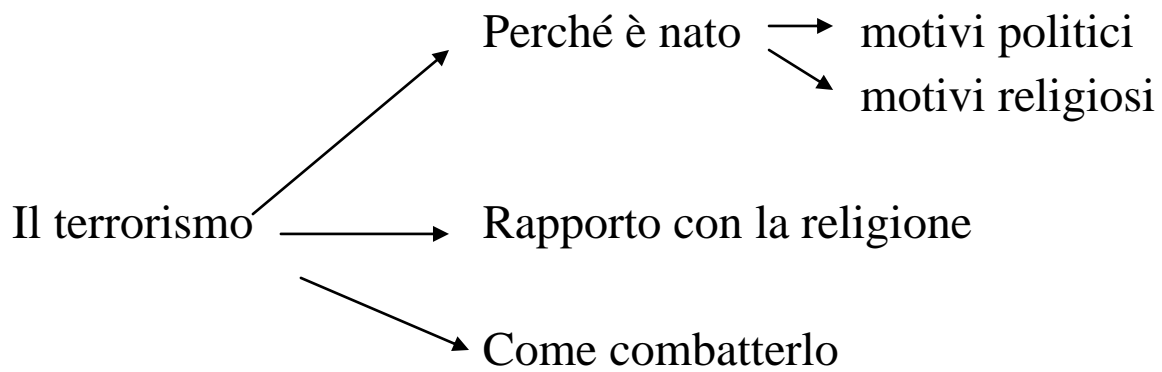 Perché è nato motivi politici
motivi religiosi
Il terrorismo Rapporto con la religione
Come combatterlo